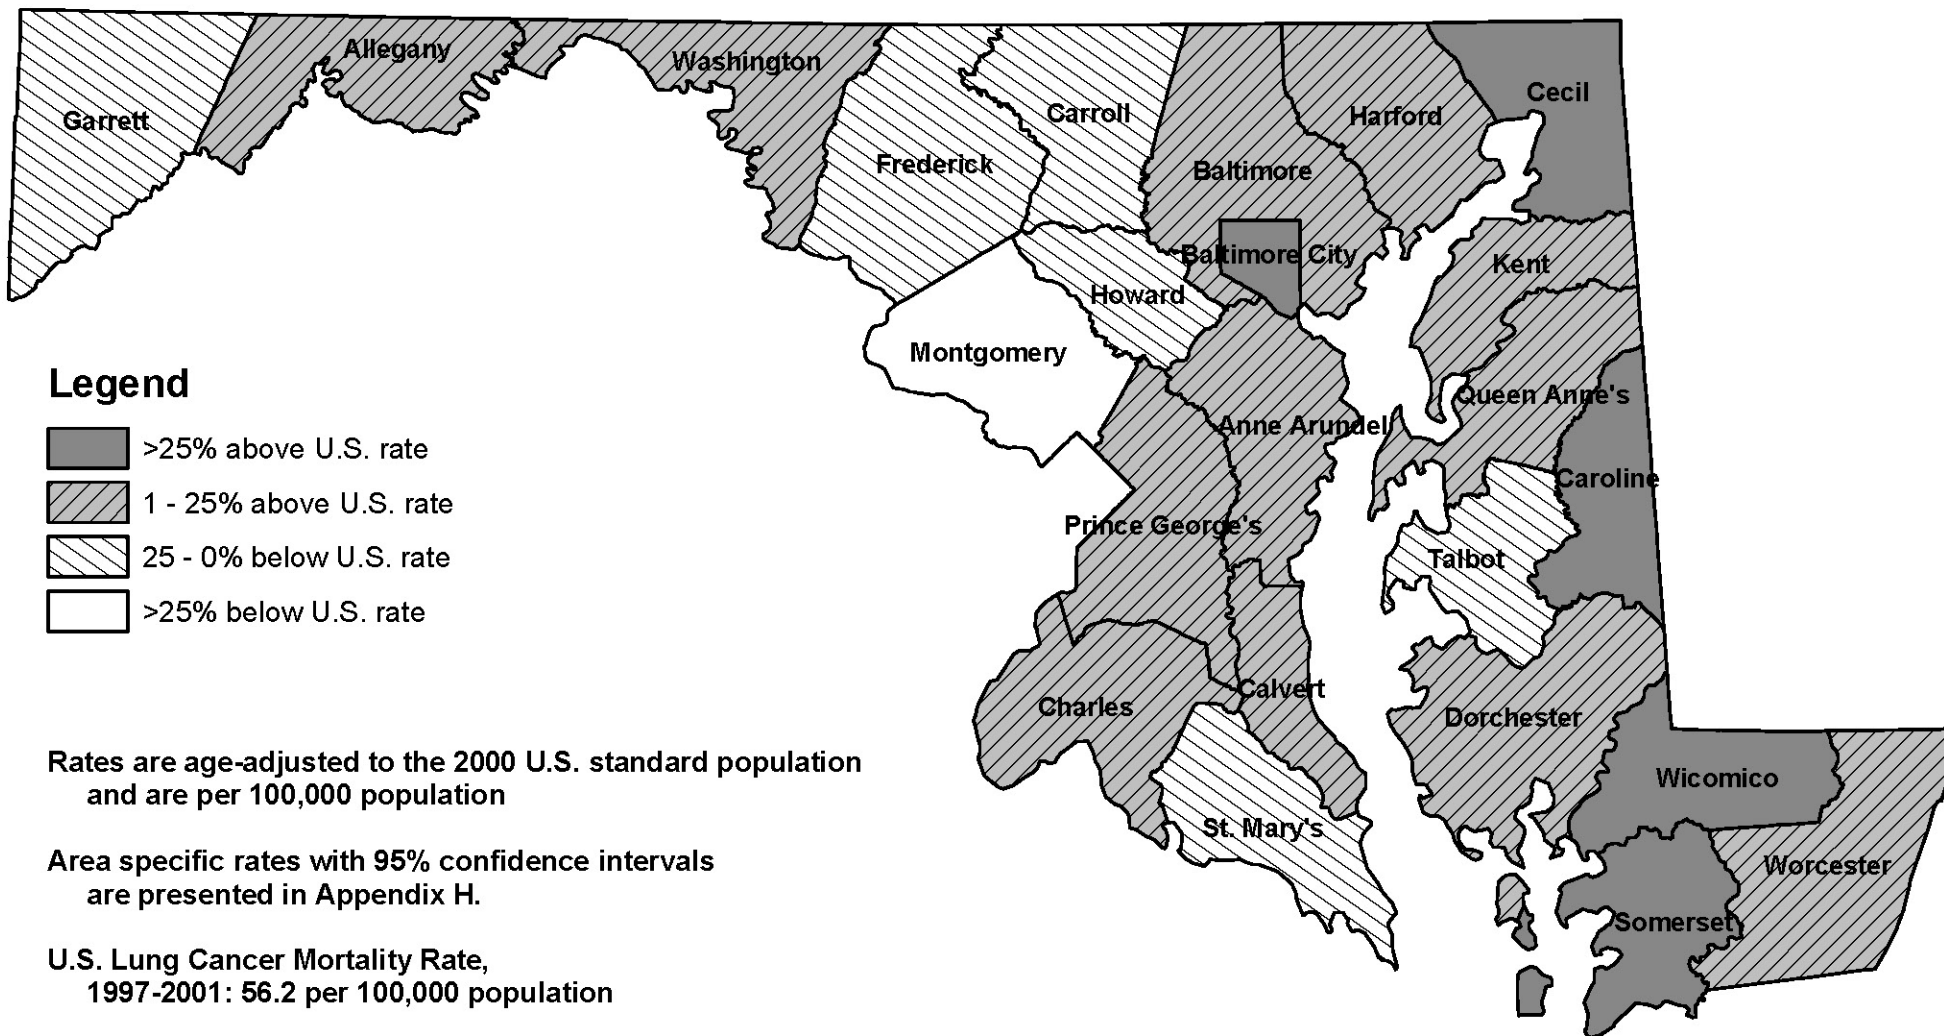 Allegany
Washington
Cecil
Garrett
Carroll
Harford
Frederick
Baltimore
Baltimore City
Kent
Howard
Montgomery
Legend
Queen Anne's
Anne Arundel
>25% above U.S. rate
Caroline
1 - 25% above U.S. rate
Prince George's
25 - 0% below U.S. rate
Talbot
>25% below U.S. rate
Calvert
Charles
Dorchester
Rates are age-adjusted to the 2000 U.S. standard population
and are per 100,000 population
Wicomico
St. Mary's
Area specific rates with 95% confidence intervals
are presented in Appendix H.
Worcester
Somerset
U.S. Lung Cancer Mortality Rate,
1997-2001: 56.2 per 100,000 population